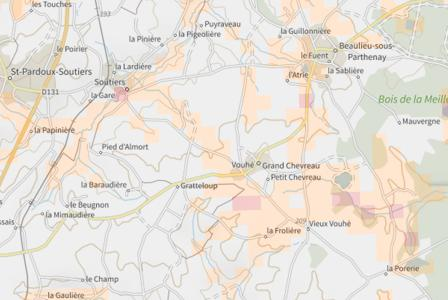 les Touches
193
Puyraveau
la Pigeolière
la Pinière
la Guillonnière
le Poirier
Beaulieu-sous-
Parthenay
le Fuent
la Lardière
St-Pardoux-Soutiers
Soutiers
l'Atrie
la Sablière
D131
la Gare
Bois de la Meille
la Papinière
Mauvergne
Pied d'Almort
Vouhé
Grand Chevreau
Petit Chevreau
la Baraudière
Gratteloup
le Beugnon
la Mimaudière
ssais
209
Vieux Vouhé
la Frolière
la Porerie
le Champ
la Gaulière